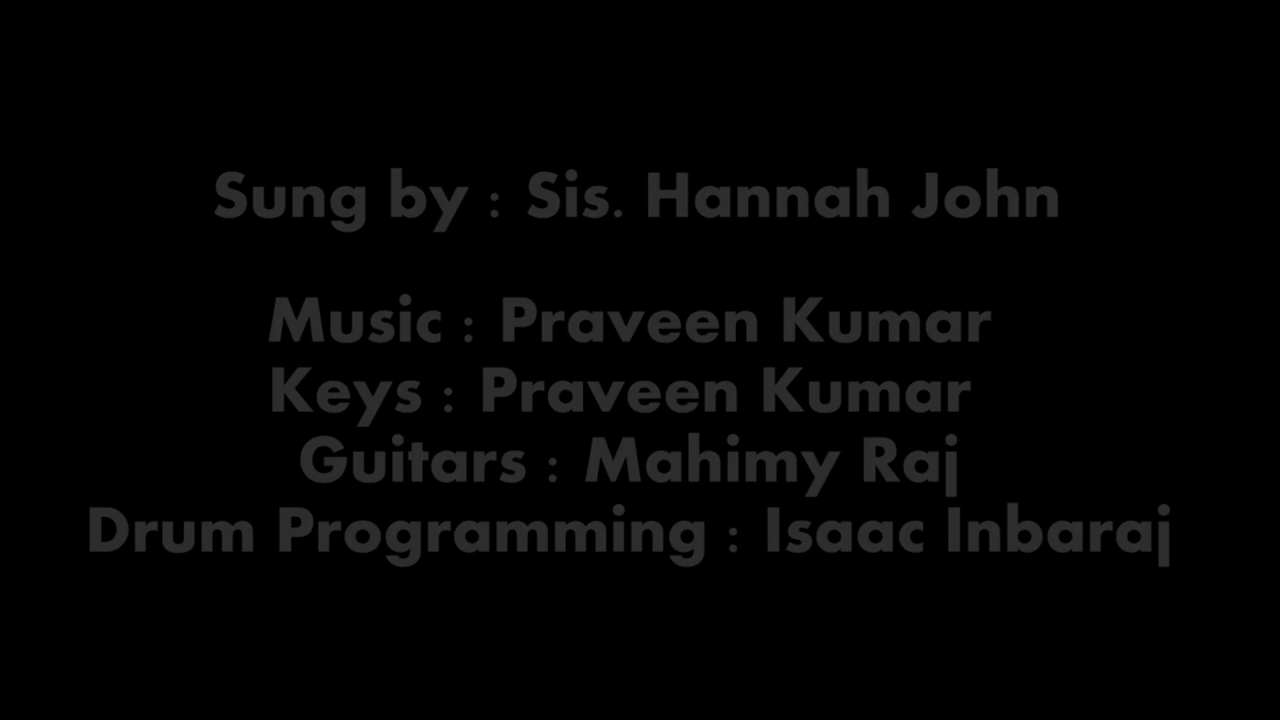 Sung by : Sis. Hannah John
Music : Praveen Kumar
Keys : Praveen Kumar
Guitars : Mahimy Raj
Drum Programming : Isaac Inbaraj